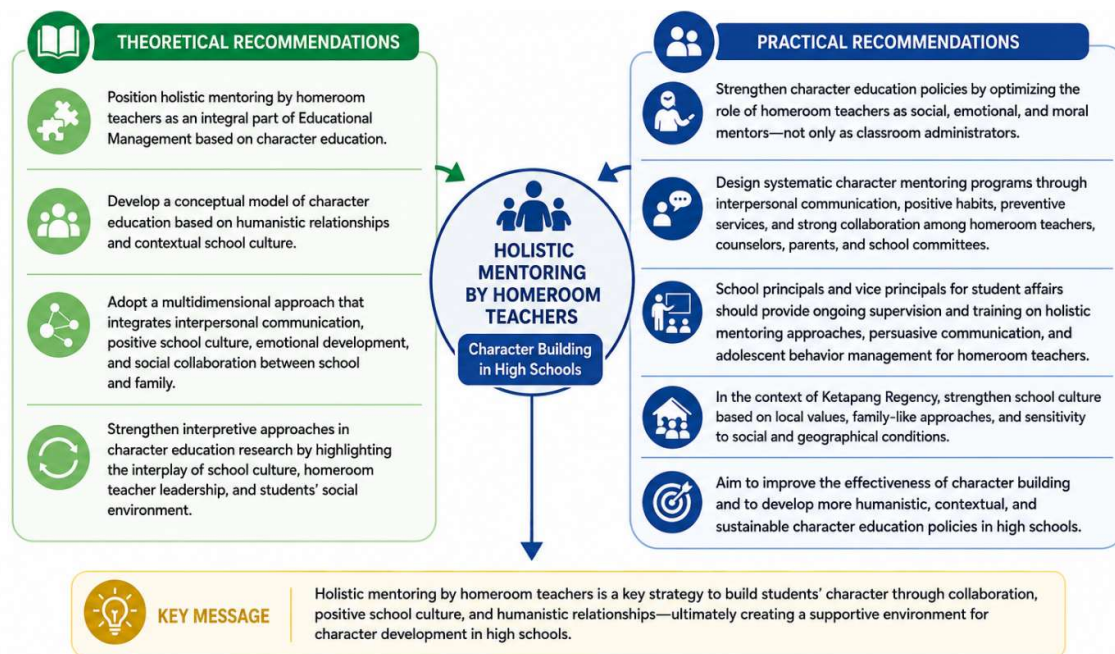 THEORETICAL RECOMMENDATIONS
Position holistic mentoring by homeroom
teachers as an integral part of Educational
Management based on character education.
Develop a conceptual model of character
education based on humanistic relationships
and contextual school culture.
Adopt a multidimensional approach that
integrates interpersonal communication,
positive school culture, emotional development,
and social collaboration between school
and family.
Strengthen interpretive approaches in
character education research by highlighting
the interplay of school culture, homeroom
teacher leadership, and students' social
environment.
HOLISTIC
MENTORING
BY HOMEROOM
TEACHERS
Character Building
in High Schools
PRACTICAL RECOMMENDATIONS
Strengthen character education policies by optimizing the
role of homeroom teachers as social, emotional, and moral
mentors—not only as classroom administrators.
Design systematic character mentoring programs through
interpersonal communication, positive habits, preventive
services, and strong collaboration among homeroom teachers,
counselors, parents, and school committees.
School principals and vice principals for student affairs
should provide ongoing supervision and training on holistic
mentoring approaches, persuasive communication, and
adolescent behavior management for homeroom teachers.
In the context of Ketapang Regency, strengthen school culture
based on local values, family-like approaches, and sensitivity
to social and geographical conditions.
Aim to improve the effectiveness of character building
and to develop more humanistic, contextual, and
sustainable character education policies in high schools.
KEY MESSAGE
Holistic mentoring by homeroom teachers is a key strategy to build students' character through collaboration,
positive school culture, and humanistic relationships—ultimately creating a supportive environment for
character development in high schools.